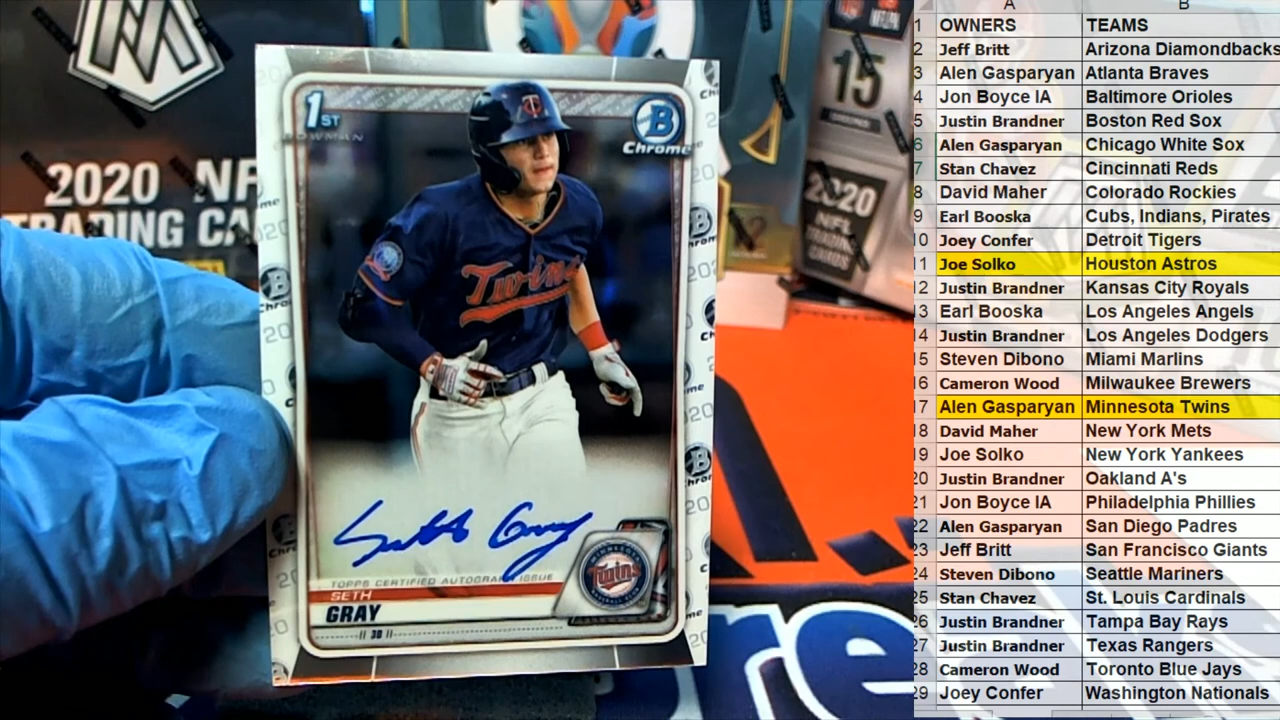 2020 NF
TRADING CA
15
2020
NFL
TRADING
CARDS
1ST
BOWMAN
B
Chrome
T
Twins
Seth Gray
TOPPS CERTIFIED AUTOGRAPH ISSUE
SETH
GRAY
3B
MINNESOTA
Twins
BASEBALL CLUB
re
A B
1 OWNERS TEAMS
2 Jeff Britt Arizona Diamondbacks
3 Alen Gasparyan Atlanta Braves
4 Jon Boyce IA Baltimore Orioles
5 Justin Brandner Boston Red Sox
6 Alen Gasparyan Chicago White Sox
7 Stan Chavez Cincinnati Reds
8 David Maher Colorado Rockies
9 Earl Booska Cubs, Indians, Pirates
10 Joey Confer Detroit Tigers
11 Joe Solko Houston Astros
12 Justin Brandner Kansas City Royals
13 Earl Booska Los Angeles Angels
14 Justin Brandner Los Angeles Dodgers
15 Steven Dibono Miami Marlins
16 Cameron Wood Milwaukee Brewers
17 Alen Gasparyan Minnesota Twins
18 David Maher New York Mets
19 Joe Solko New York Yankees
20 Justin Brandner Oakland A's
21 Jon Boyce IA Philadelphia Phillies
22 Alen Gasparyan San Diego Padres
23 Jeff Britt San Francisco Giants
24 Steven Dibono Seattle Mariners
25 Stan Chavez St. Louis Cardinals
26 Justin Brandner Tampa Bay Rays
27 Justin Brandner Texas Rangers
28 Cameron Wood Toronto Blue Jays
29 Joey Confer Washington Nationals